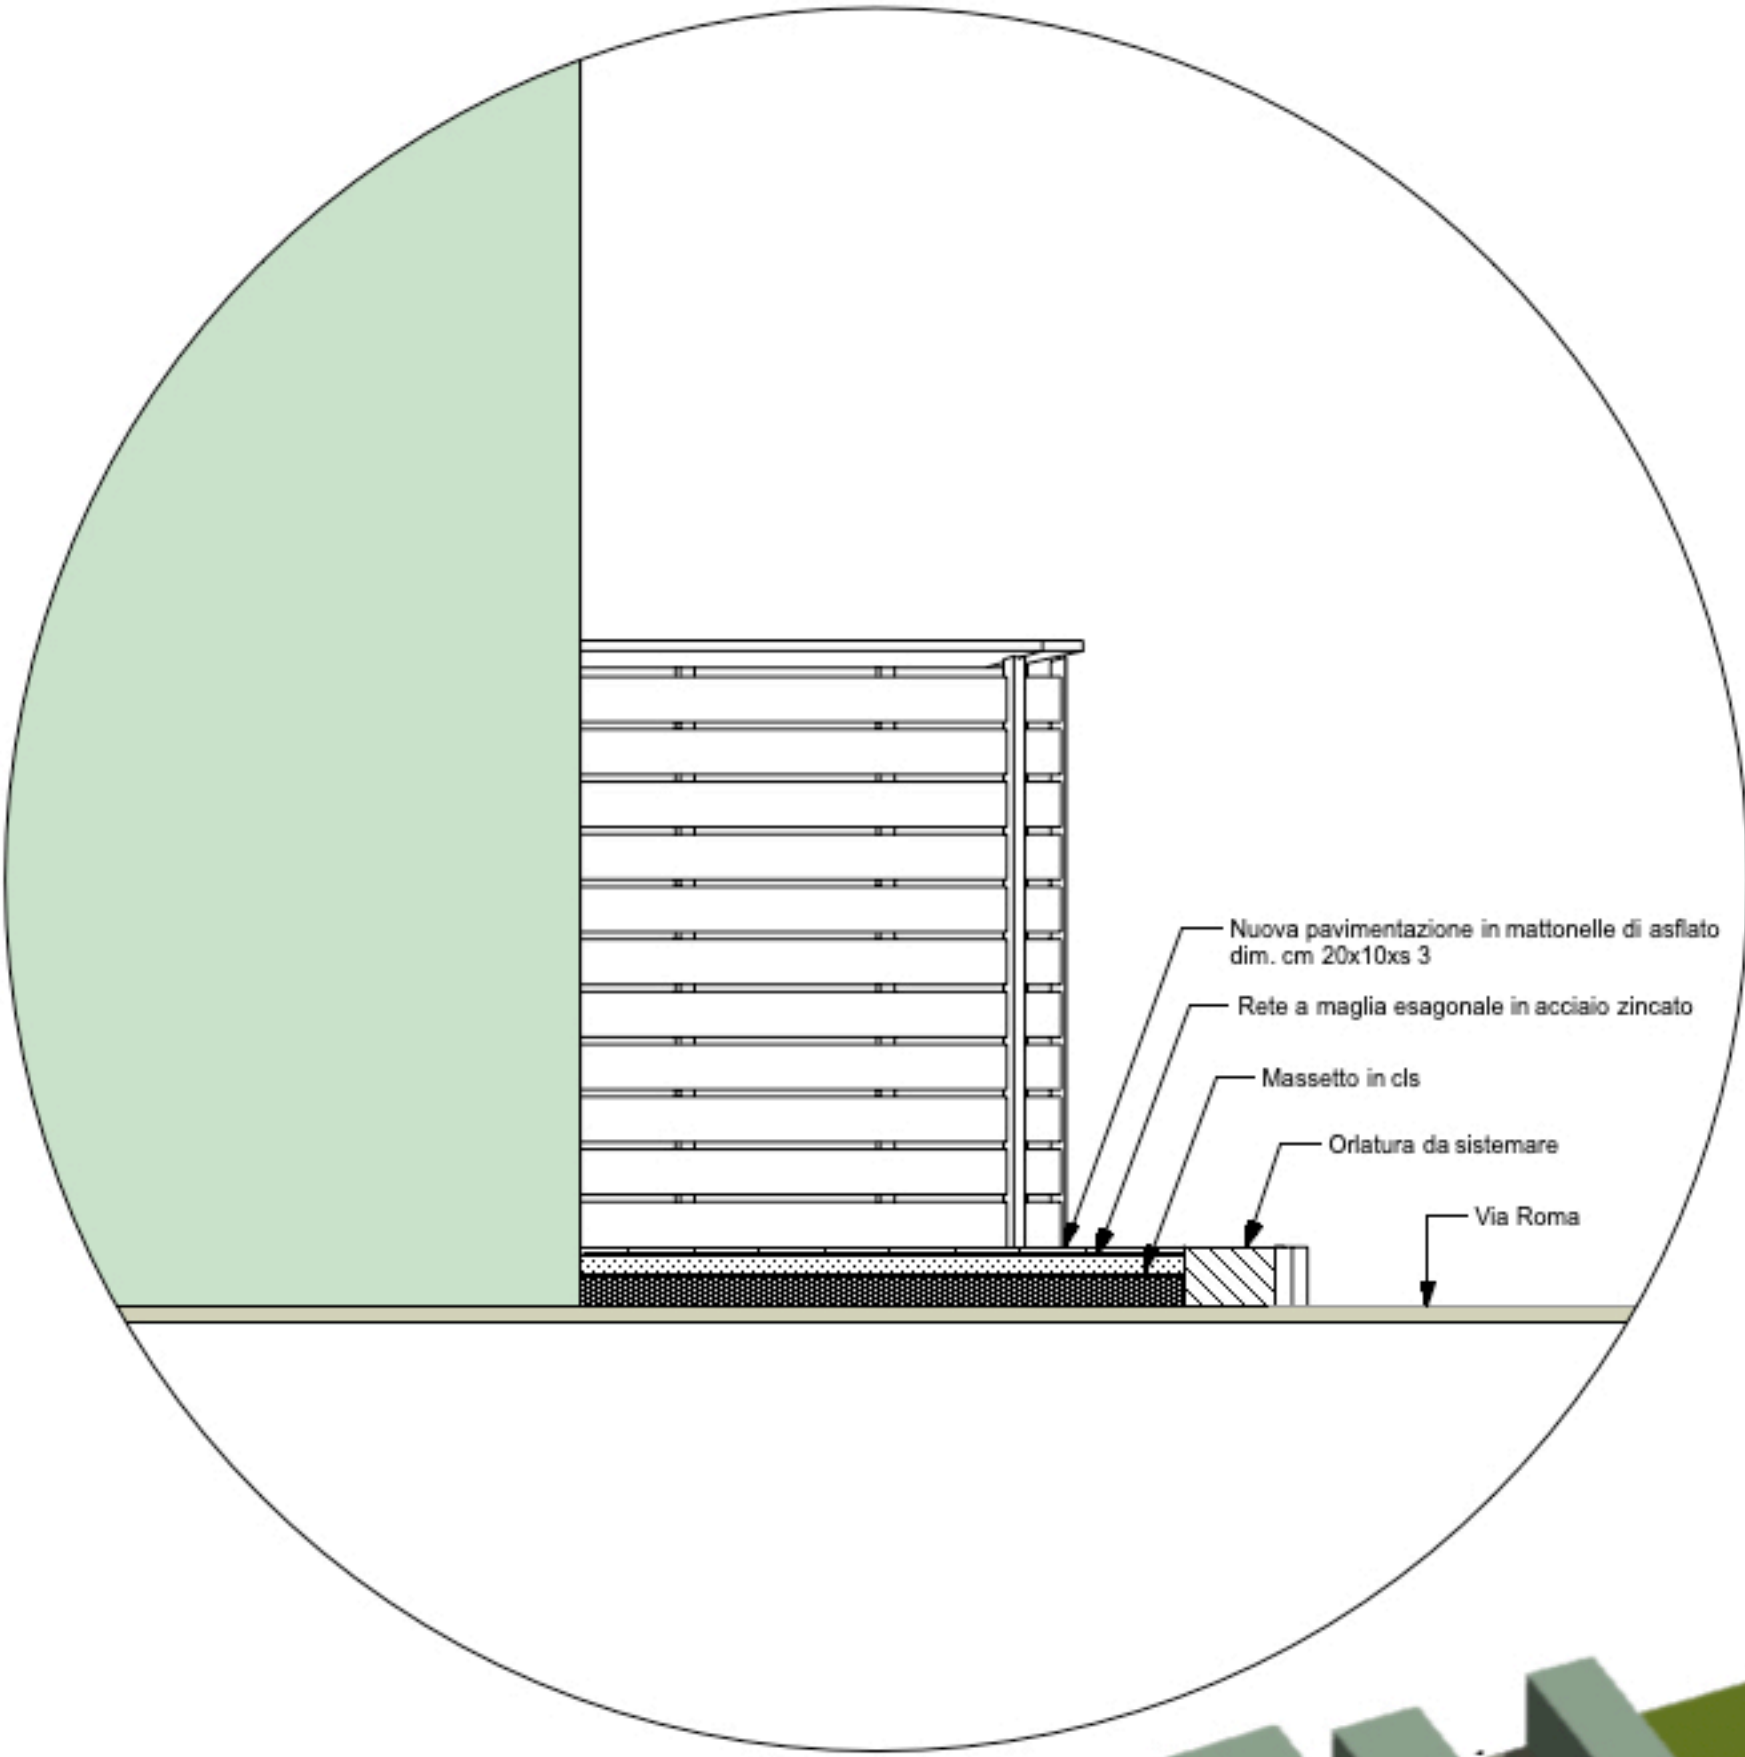 Nuova pavimentazione in mattonelle di asflato
dim. cm 20x10xs 3
Rete a maglia esagonale in acciaio zincato
Massetto in cls
Orlatura da sistemare
Via Roma